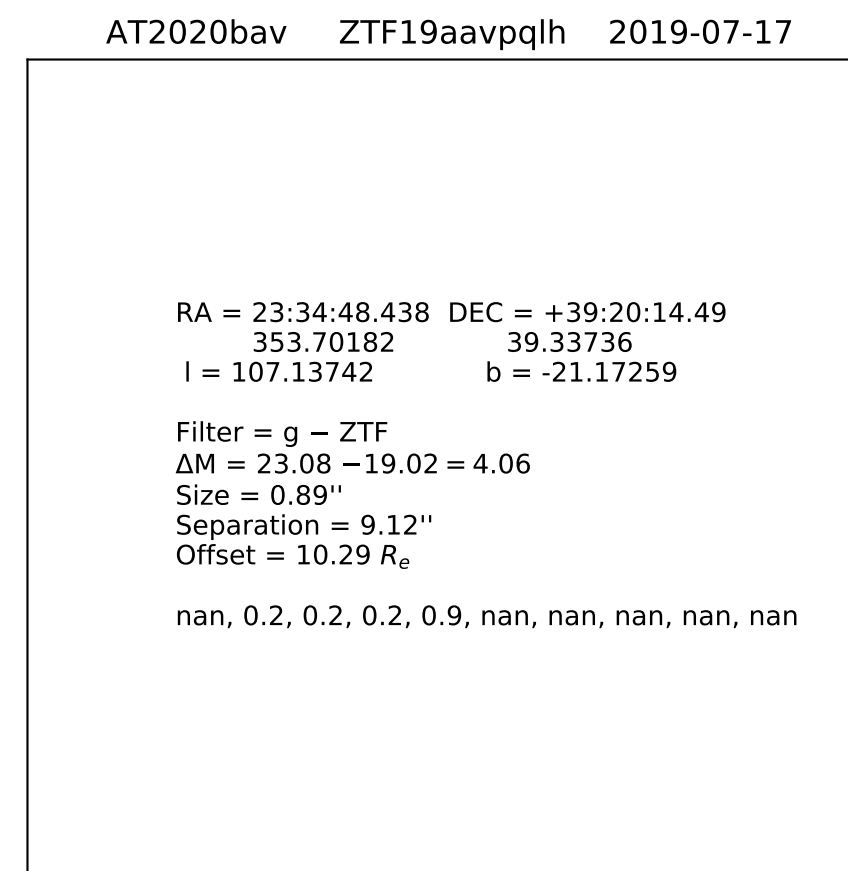 AT2020bav ZTF19aavpqlh 2019-07-17
RA = 23:34:48.438 DEC = +39:20:14.49
353.70182 39.33736
l = 107.13742 b = -21.17259
Filter = g − ZTF
ΔM = 23.08 −19.02 = 4.06
Size = 0.89''
Separation = 9.12''
Offset = 10.29 Re
nan, 0.2, 0.2, 0.2, 0.9, nan, nan, nan, nan, nan